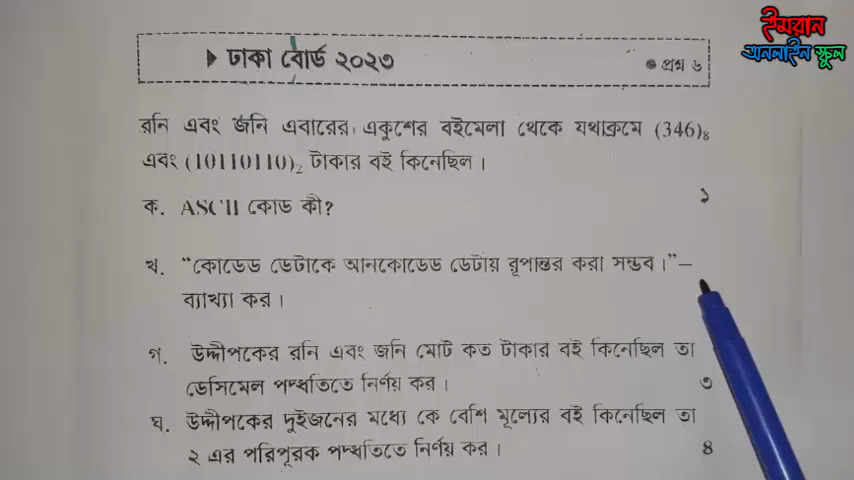 ইমরান
অনলাইন স্কুল
▶ ঢাকা বোর্ড ২০২৩
● প্রশ্ন ৬
রনি এবং জনি এবারের একুশের বইমেলা থেকে যথাক্রমে (346)₈
এবং (10110110)₂ টাকার বই কিনেছিল।
ক. ASCII কোড কী? ১
খ. "কোডেড ডেটাকে আনকোডেড ডেটায় রূপান্তর করা সম্ভব।"–
ব্যাখ্যা কর।
গ. উদ্দীপকের রনি এবং জনি মোট কত টাকার বই কিনেছিল তা
ডেসিমেল পদ্ধতিতে নির্ণয় কর। ৩
ঘ. উদ্দীপকের দুইজনের মধ্যে কে বেশি মূল্যের বই কিনেছিল তা
২ এর পরিপূরক পদ্ধতিতে নির্ণয় কর। ৪